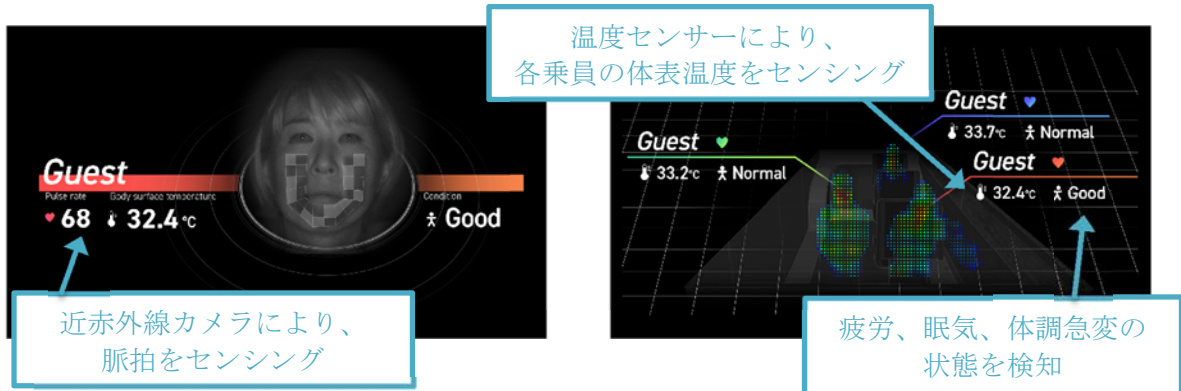 温度センサーにより、
各乗員の体表温度をセンシング
Guest
Pulse rate
Body surface temperature
Condition
68
32.4 ℃
Good
近赤外線カメラにより、
脈拍をセンシング
Guest
33.7℃ Normal
Guest
33.2℃ Normal
Guest
32.4℃ Good
疲労、眠気、体調急変の
状態を検知